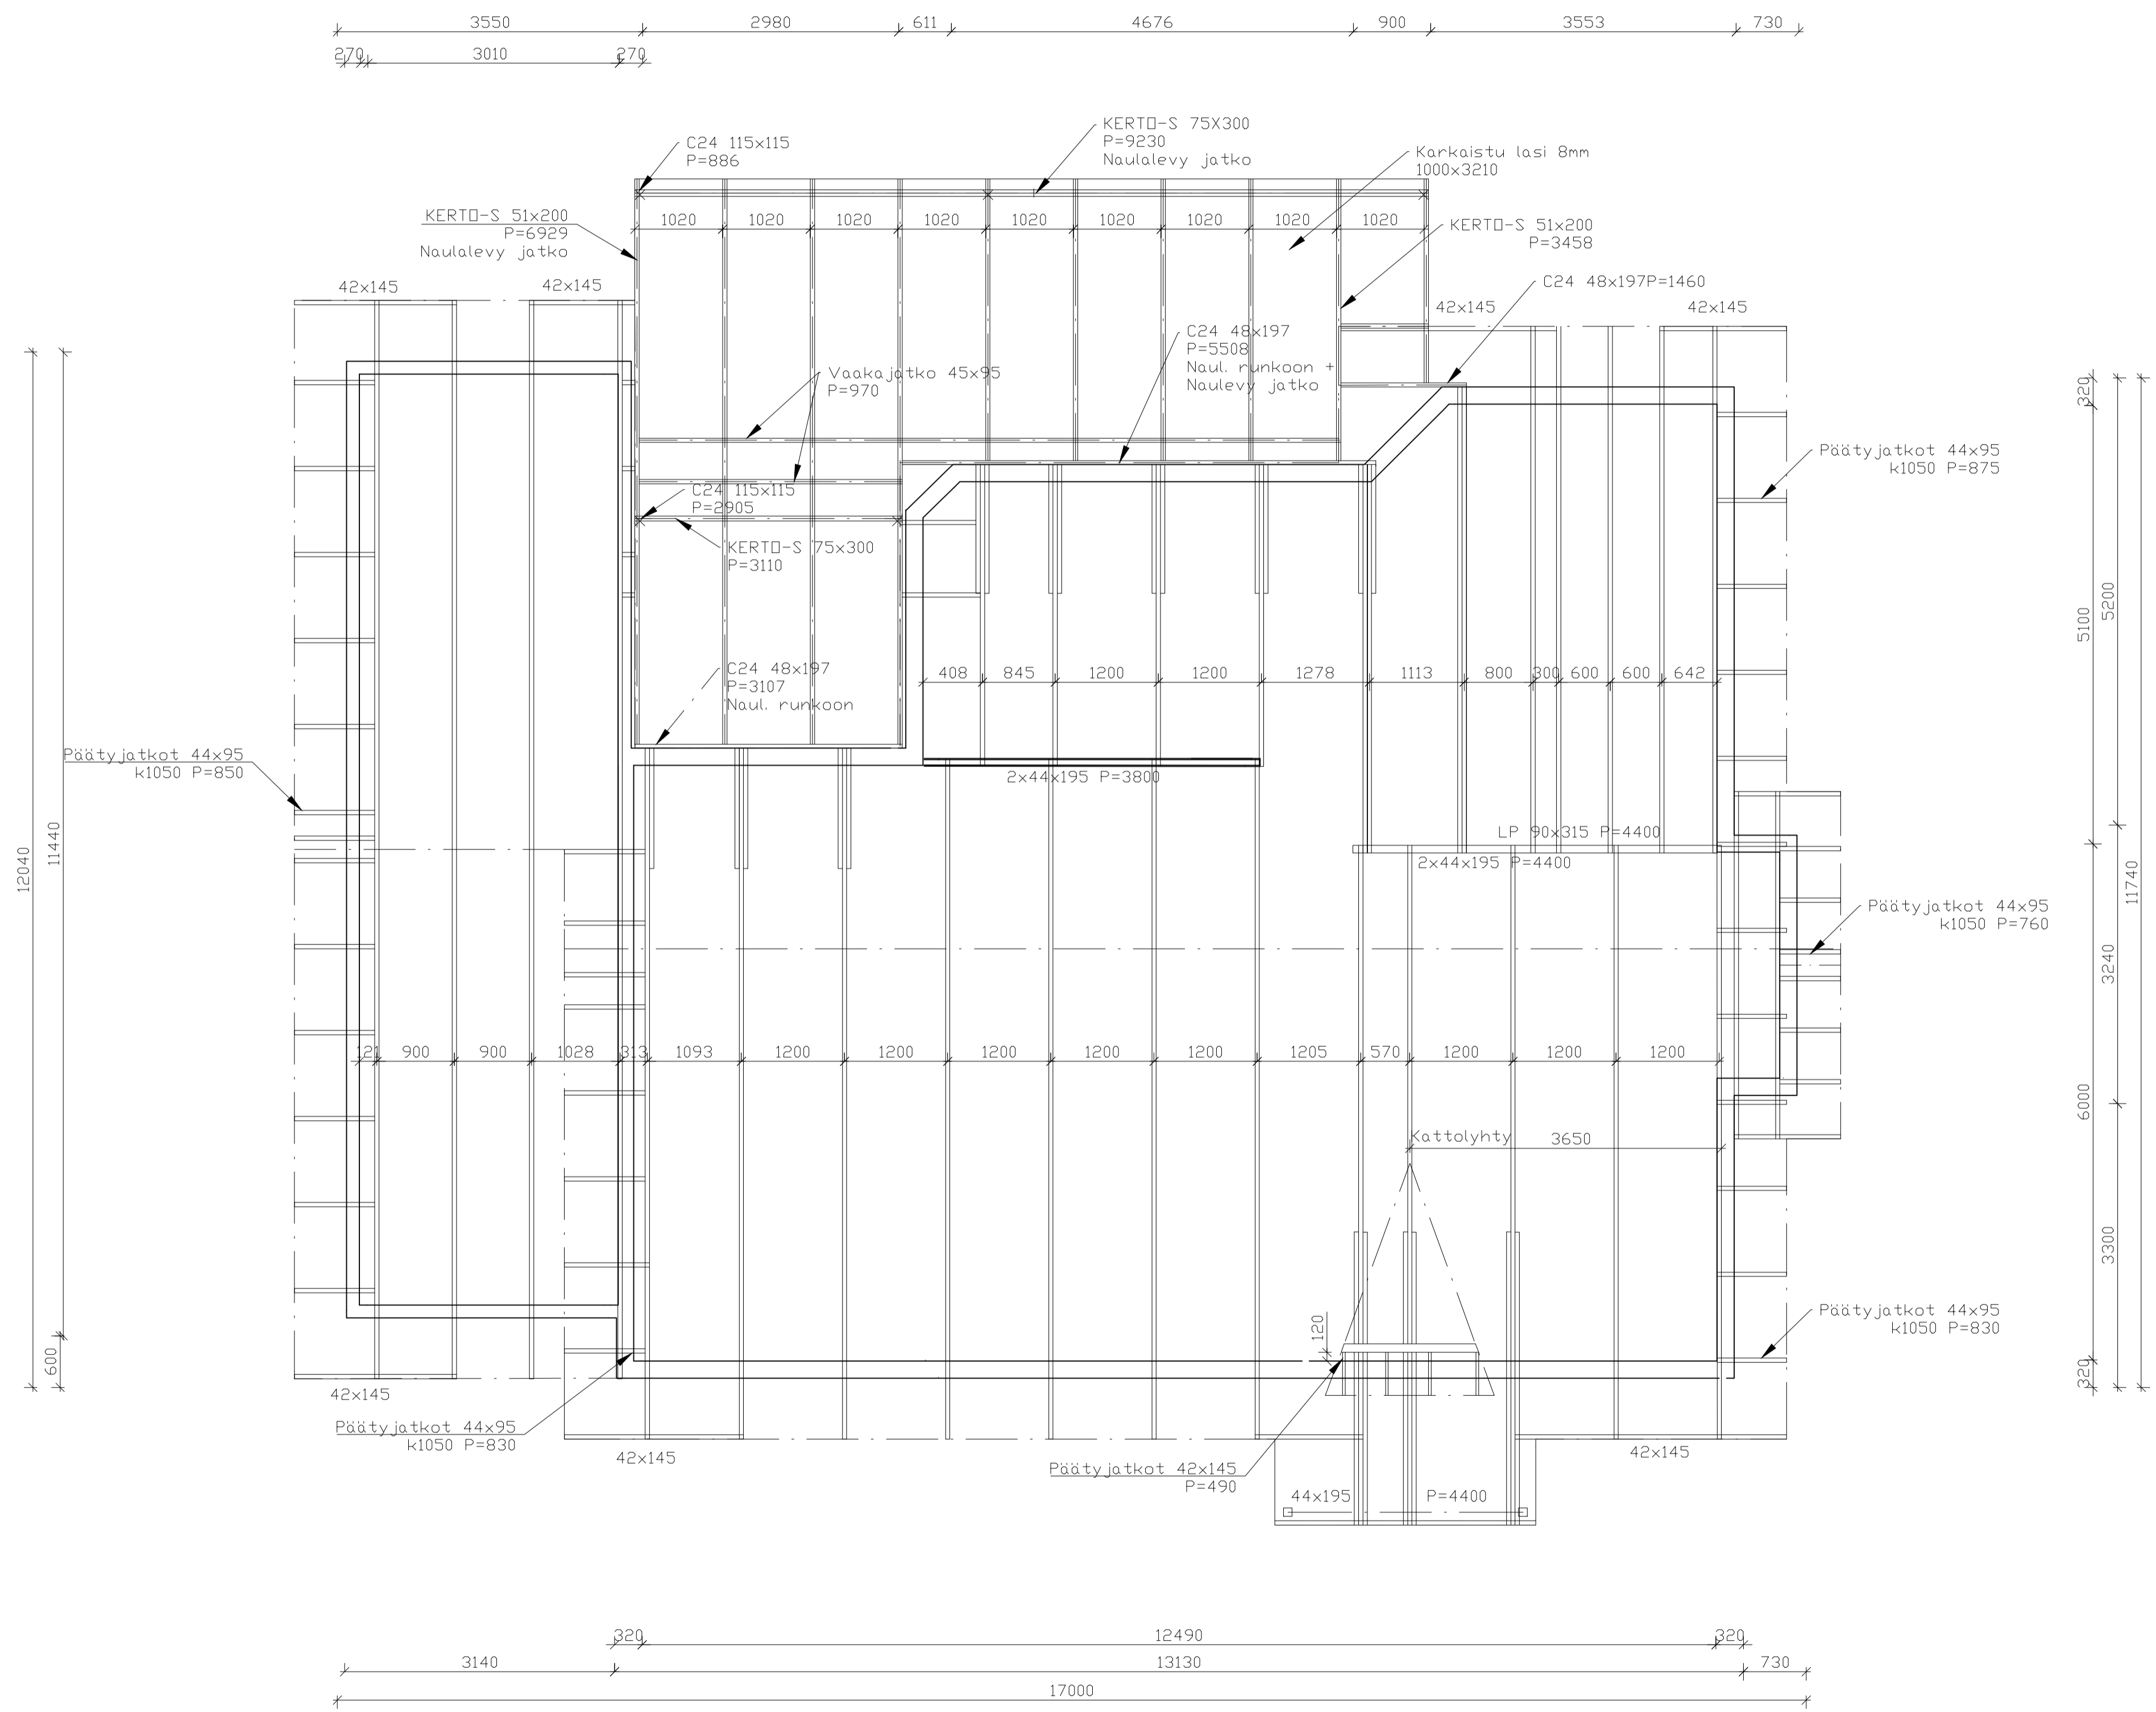 3550 2980 611 4676 900 3553 730
270 3010 270
KERTO-S 75X300
P=9230
Naulalevy jatko
C24 115x115
P=886
Karkaistu lasi 8mm
1000x3210
KERTO-S 51x200
P=6929
Naulalevy jatko
1020 1020 1020 1020 1020 1020 1020 1020 1020
KERTO-S 51x200
P=3458
42x145
42x145
C24 48x197P=1460
42x145
42x145
C24 48x197
P=5508
Naul. runkoon +
Naulevy jatko
Vaakajatko 45x95
P=970
320
Päätyjatkot 44x95
k1050 P=875
C24 115x115
P=2905
KERTO-S 75x300
P=3110
5200
5100
C24 48x197
P=3107
Naul. runkoon
408 845 1200 1200 1278 1113 800 300 600 600 642
Päätyjatkot 44x95
k1050 P=850
2x44x195 P=3800
LP 90x315 P=4400
2x44x195 P=4400
12040
11440
11740
Päätyjatkot 44x95
k1050 P=760
3240
121 900 900 1028 313 1093 1200 1200 1200 1200 1200 1205 570 1200 1200 1200
6000
Kattolyhty 3650
3300
Päätyjatkot 44x95
k1050 P=830
120
600
320
42x145
Päätyjatkot 44x95
k1050 P=830
42x145
42x145
Päätyjatkot 42x145
P=490
44x195 P=4400
320 12490 320
3140 13130 730
17000